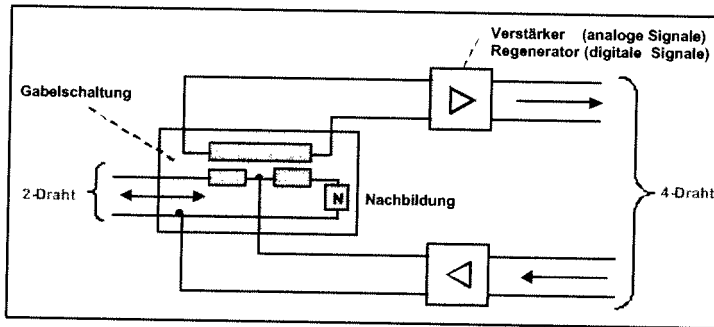 Verstärker (analoge Signale)
Regenerator (digitale Signale)
Gabelschaltung
2-Draht
N
Nachbildung
4-Draht